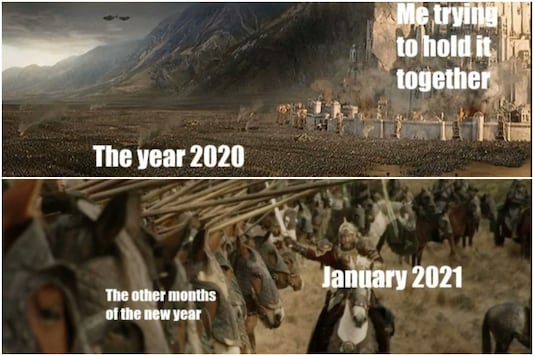 Me trying
to hold it
together
The year 2020
January 2021
The other months
of the new year